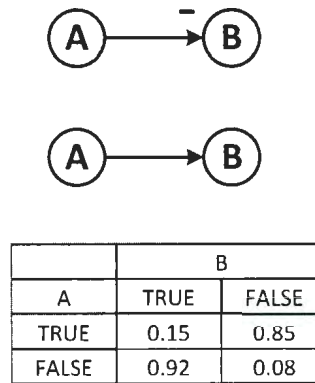 –
A B
A B
B
A TRUE FALSE
TRUE 0.15 0.85
FALSE 0.92 0.08